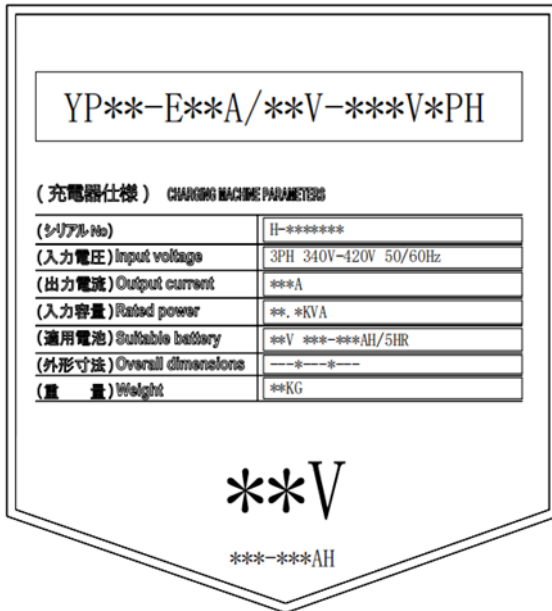 YP**-E**A/**V-***V*PH
(充電器仕様) CHARGING MACHINE PARAMETERS
(シリアル No) H-*******
(入力電圧)Input voltage 3PH 340V-420V 50/60Hz
(出力電流)Output current ***A
(入力容量)Rated power **.*KVA
(適用電池)Suitable battery **V ***-***AH/5HR
(外形寸法)Overall dimensions ---*---*---
(重 量)Weight **KG
**V
***-***AH